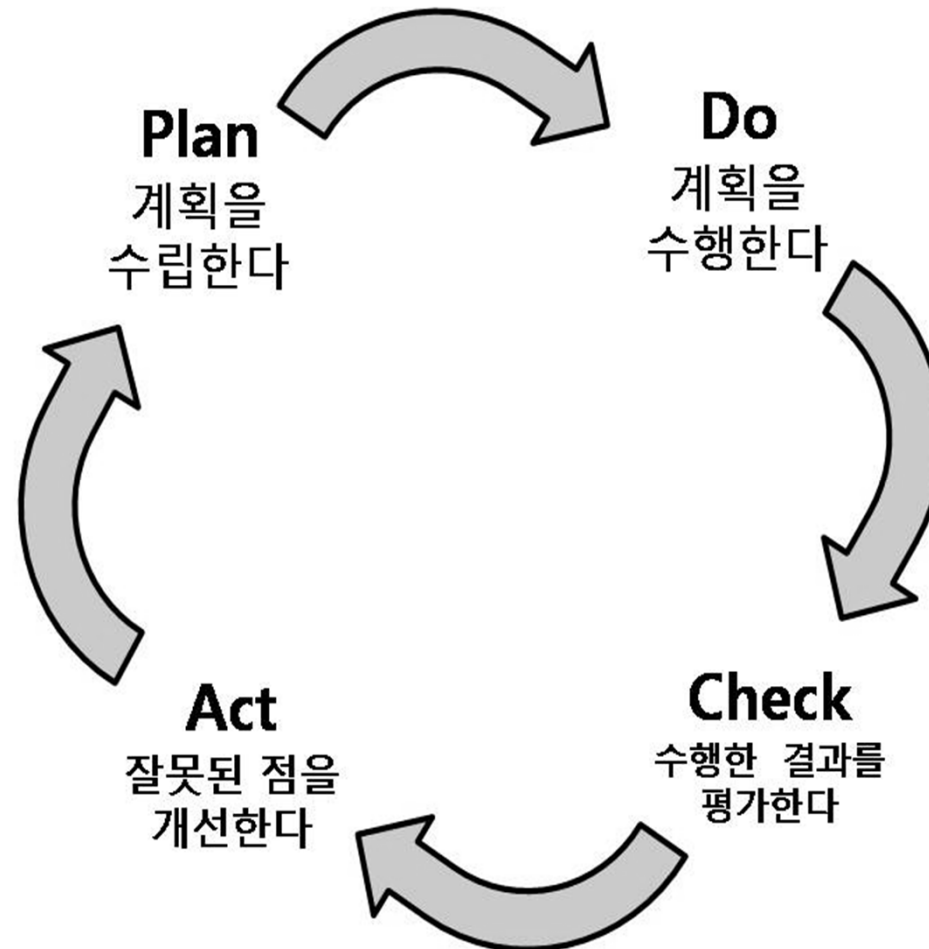 Plan
계획을
수립한다
Do
계획을
수행한다
Check
수행한 결과를
평가한다
Act
잘못된 점을
개선한다